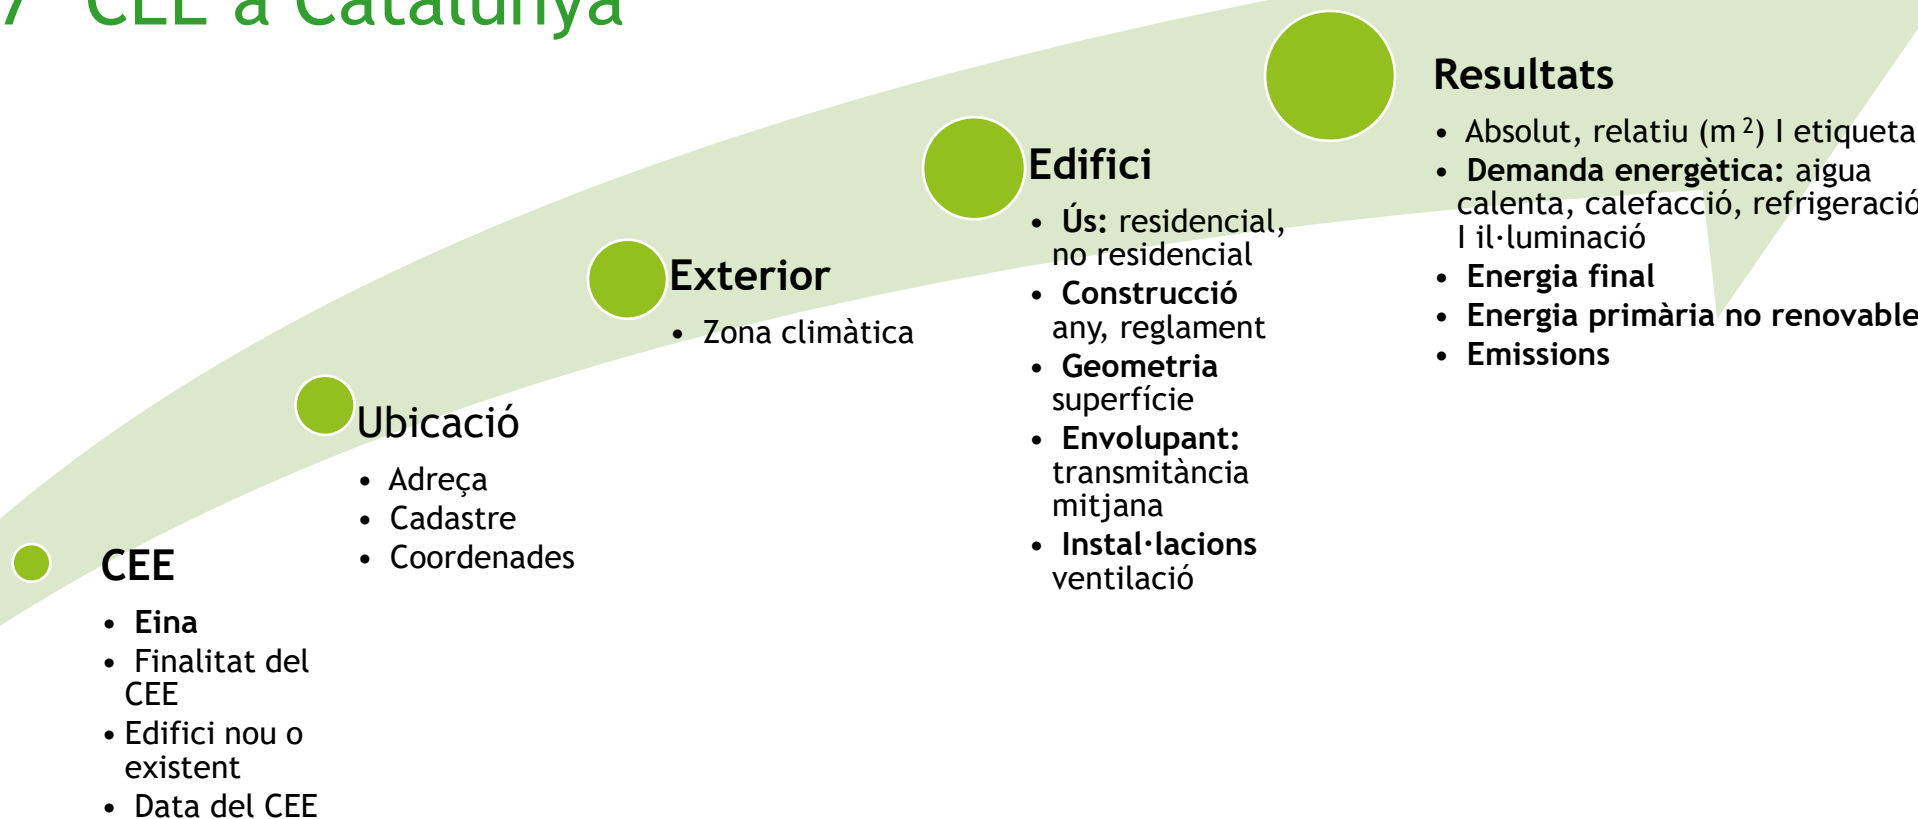 7 CEE a Catalunya
CEE
• Eina
• Finalitat del
CEE
• Edifici nou o
existent
• Data del CEE
Ubicació
• Adreça
• Cadastre
• Coordenades
Exterior
• Zona climàtica
Edifici
• Ús: residencial,
no residencial
• Construcció
any, reglament
• Geometria
superfície
• Envolupant:
transmitància
mitjana
• Instal·lacions
ventilació
Resultats
• Absolut, relatiu (m²) I etiqueta
• Demanda energètica: aigua
calenta, calefacció, refrigeració
I il·luminació
• Energia final
• Energia primària no renovable
• Emissions